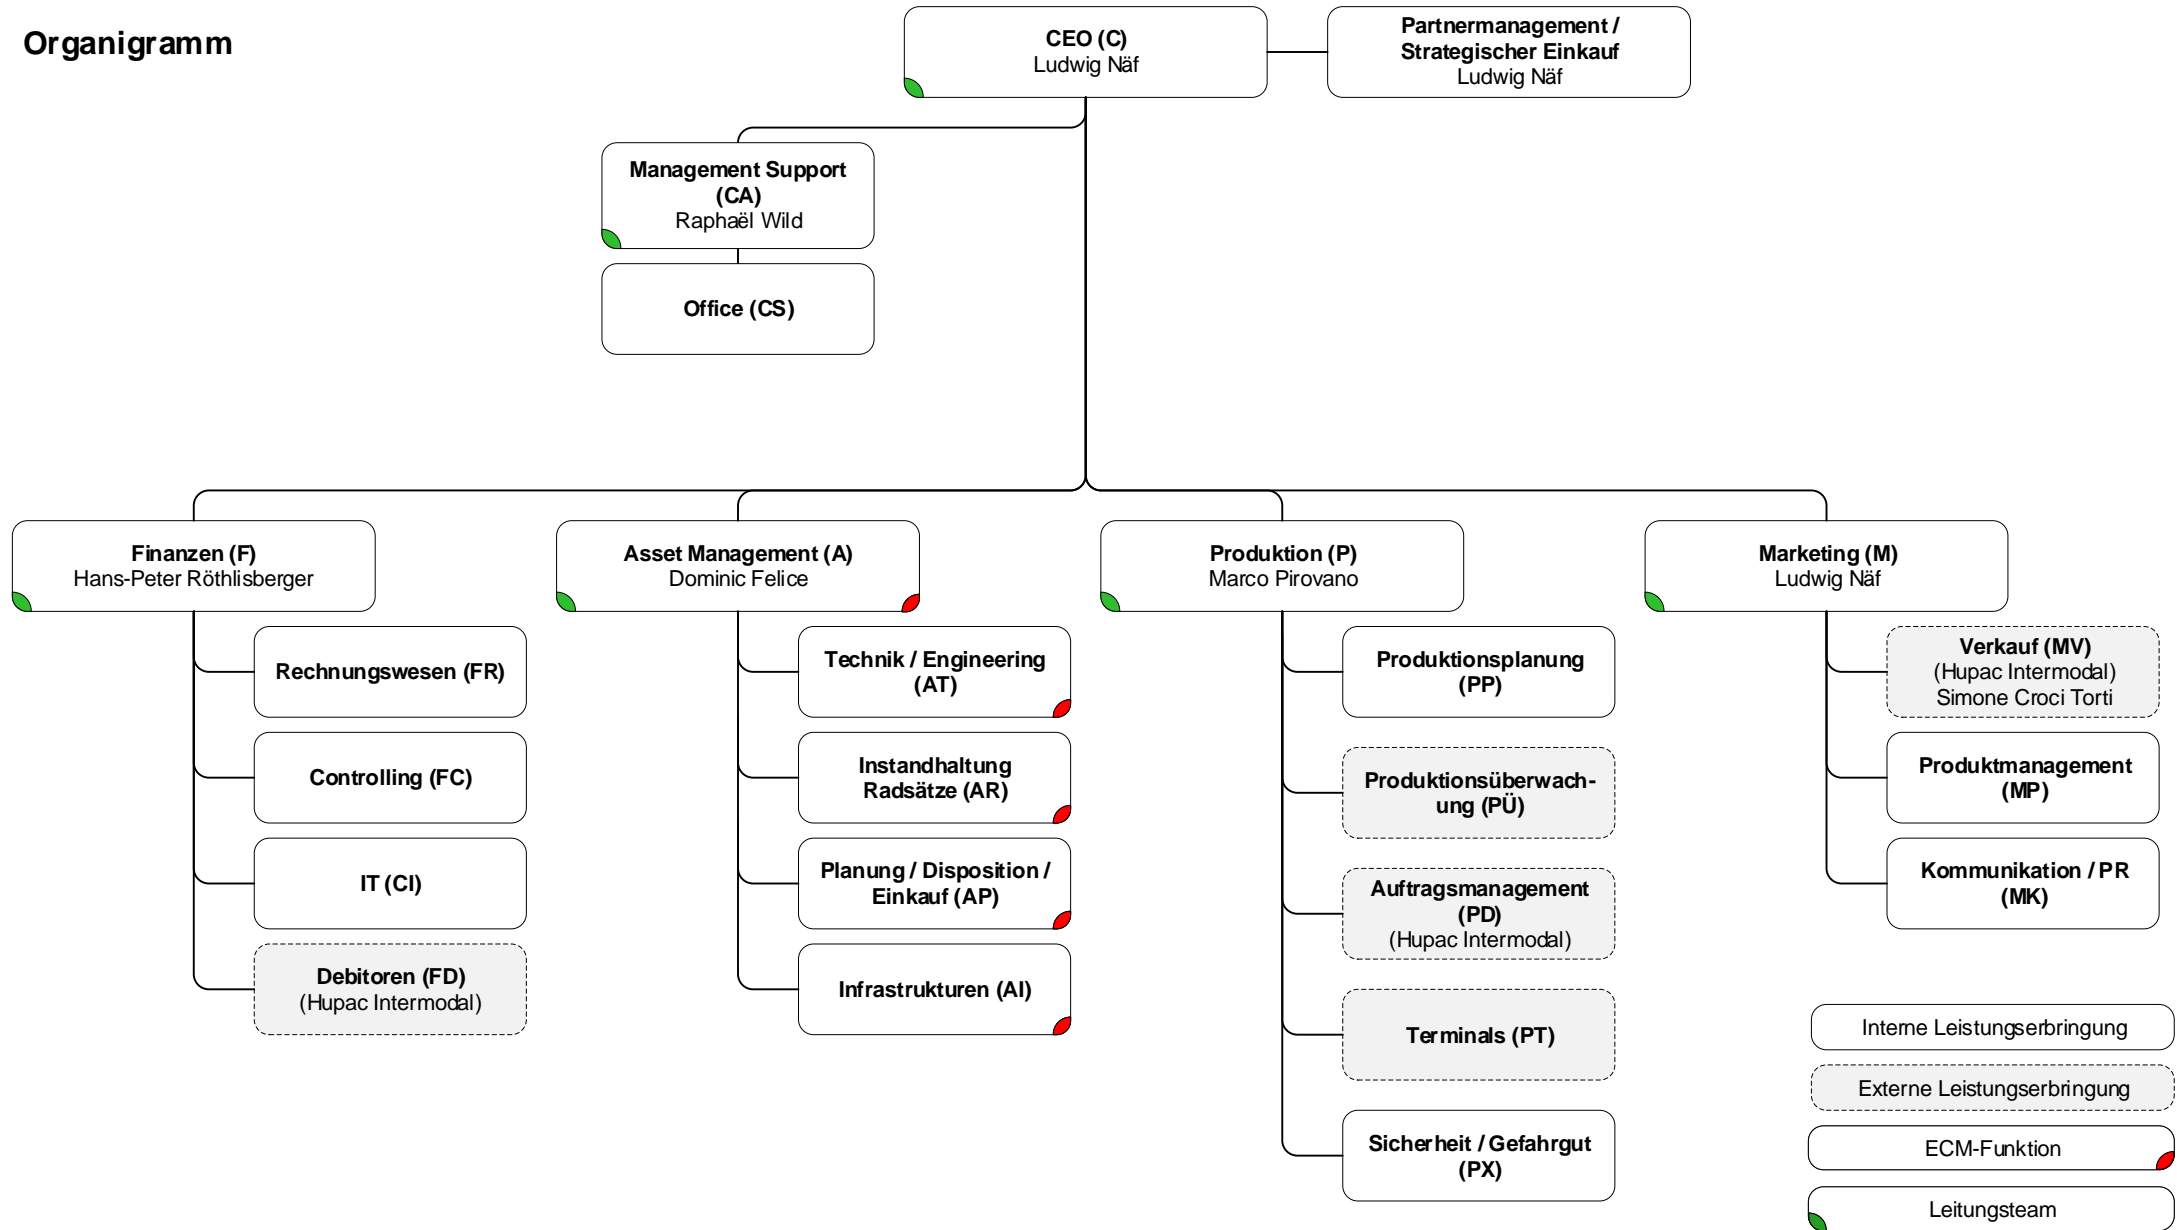 Organigramm
CEO (C)
Ludwig Näf
Partnermanagement /
Strategischer Einkauf
Ludwig Näf
Management Support
(CA)
Raphaël Wild
Office (CS)
Finanzen (F)
Hans-Peter Röthlisberger
Rechnungswesen (FR)
Controlling (FC)
IT (CI)
Debitoren (FD)
(Hupac Intermodal)
Asset Management (A)
Dominic Felice
Technik / Engineering
(AT)
Instandhaltung
Radsätze (AR)
Planung / Disposition /
Einkauf (AP)
Infrastrukturen (AI)
Produktion (P)
Marco Pirovano
Produktionsplanung
(PP)
Produktionsüberwach-
ung (PÜ)
Auftragsmanagement
(PD)
(Hupac Intermodal)
Terminals (PT)
Sicherheit / Gefahrgut
(PX)
Marketing (M)
Ludwig Näf
Verkauf (MV)
(Hupac Intermodal)
Simone Croci Torti
Produktmanagement
(MP)
Kommunikation / PR
(MK)
Interne Leistungserbringung
Externe Leistungserbringung
ECM-Funktion
Leitungsteam